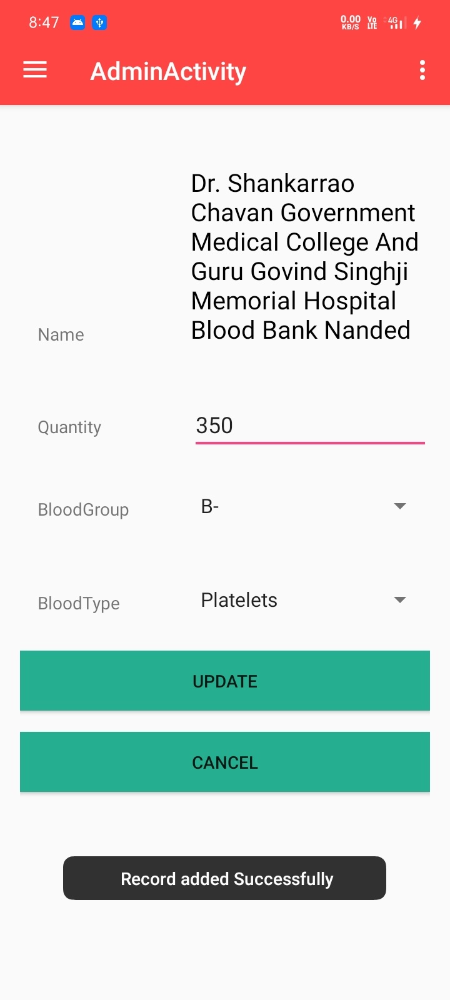 8:47
0.00 KB/S Vo LTE 4G
AdminActivity
Dr. Shankarrao
Chavan Government
Medical College And
Guru Govind Singhji
Memorial Hospital
Name Blood Bank Nanded
Quantity 350
BloodGroup B-
BloodType Platelets
UPDATE
CANCEL
Record added Successfully